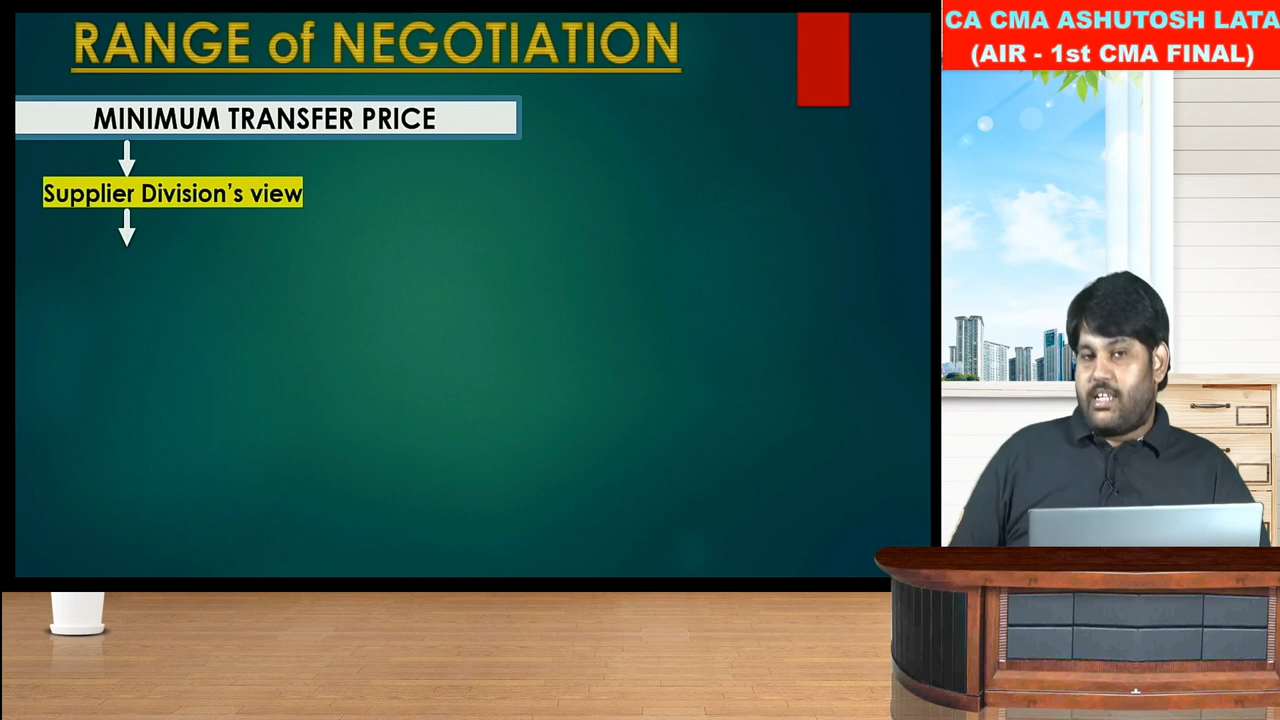 RANGE of NEGOTIATION
MINIMUM TRANSFER PRICE
Supplier Division's view
CA CMA ASHUTOSH LATA
(AIR - 1st CMA FINAL)